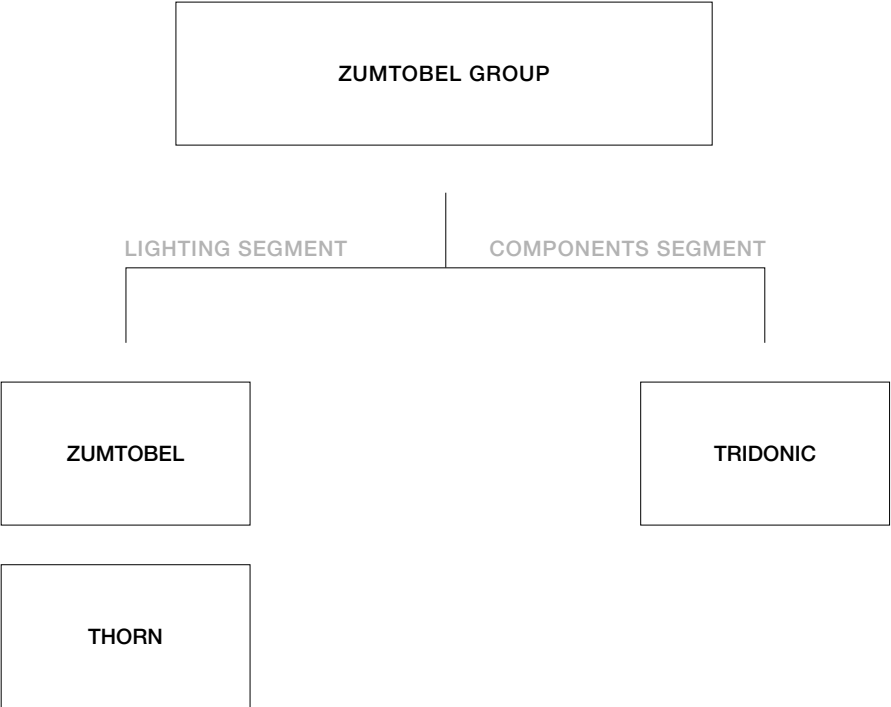 ZUMTOBEL GROUP
LIGHTING SEGMENT
COMPONENTS SEGMENT
ZUMTOBEL
TRIDONIC
THORN